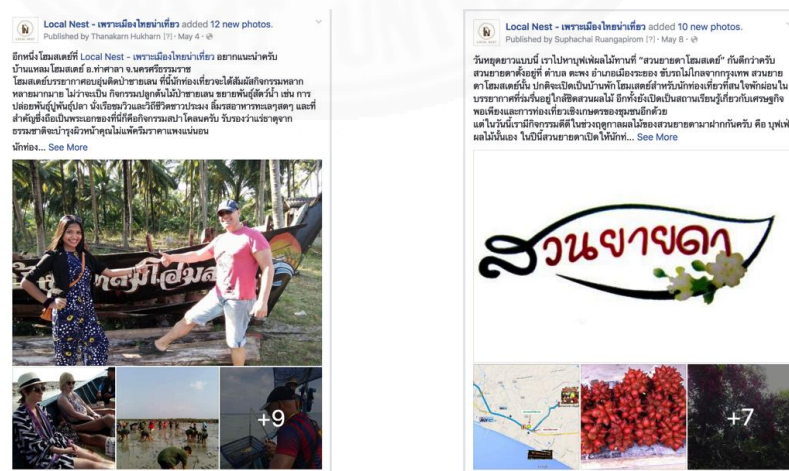 Local Nest - เพราะเมืองไทยน่าเที่ยว added 12 new photos.
Published by Thanakarn Hukharn [?] · May 4 ·
อีกหนึ่งโฮมสเตย์ที่ Local Nest - เพราะเมืองไทยน่าเที่ยว อยากแนะนำครับ
บ้านแหลมโฮมสเตย์ อ.ท่าศาลา จ.นครศรีธรรมราช
โฮมสเตย์บรรยากาศอบอุ่นติดป่าชายเลน ที่นี่นักท่องเที่ยวจะได้สัมผัสกิจกรรมหลาก
หลายมากมาย ไม่ว่าจะเป็น กิจกรรมปลูกต้นไม้ป่าชายเลน ขยายพันธุ์สัตว์น้ำ เช่น การ
ปล่อยพันธุ์ปูพันธุ์ปลา นั่งเรือชมวิวและวิถีชีวิตชาวประมง ลิ้มรสอาหารทะเลๆสดๆ และที่
สำคัญซึ่งถือเป็นพระเอกของที่นี่ก็คือกิจกรรมสปาโคลนครับ รับรองว่าแร่ธาตุจาก
ธรรมชาติจะบำรุงผิวหน้าคุณไม่แพ้ครีมราคาแพงแน่นอน
นักท่อง... See More
+9
Local Nest - เพราะเมืองไทยน่าเที่ยว added 10 new photos.
Published by Suphachai Ruangapirom [?] · May 8 ·
วันหยุดยาวแบบนี้ เราไปหาบุฟเฟ่ผลไม้ทานที่ "สวนยายดาโฮมสเตย์" กันดีกว่าครับ
สวนยายดาตั้งอยู่ที่ ตำบล ตะพง อำเภอเมืองระยอง ขับรถไม่ไกลจากกรุงเทพ สวนยาย
ดาโฮมสเตย์นั้น ปกติจะเปิดเป็นบ้านพักโฮมสเตย์สำหรับนักท่องเที่ยวที่สนใจพักผ่อนใน
บรรยากาศที่ร่มรื่นอยู่ใกล้ชิดสวนผลไม้ อีกทั้งยังเปิดเป็นสถานเรียนรู้เกี่ยวกับเศรษฐกิจ
พอเพียงและการท่องเที่ยวเชิงเกษตรของชุมชนอีกด้วย
แต่ในวันนี้เรามีกิจกรรมดีดีในช่วงฤดูกาลผลไม้ของสวนยายดามาฝากกันครับ คือ บุฟเฟ่
ผลไม้นั้นเอง ในปีนี้สวนยายดาเปิดให้นักท่... See More
สวนยายดา
+7